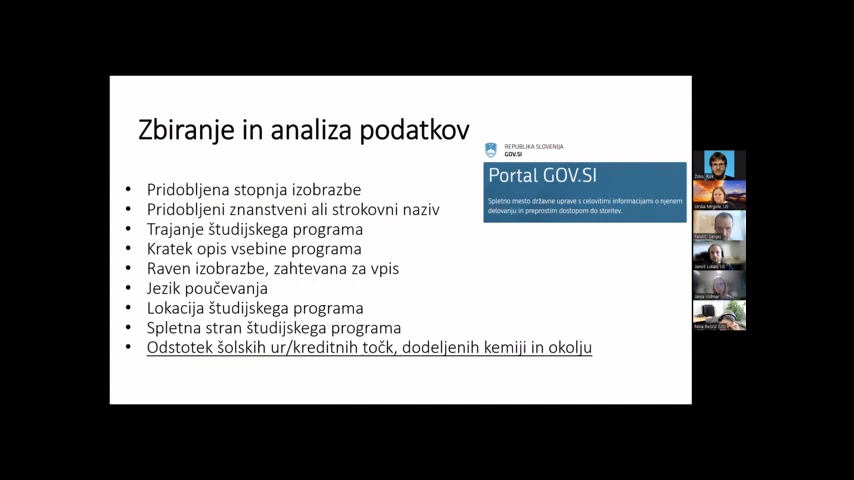 Zbiranje in analiza podatkov
REPUBLIKA SLOVENIJA
GOV.SI
Portal GOV.SI
Spletno mesto državne uprave s celovitimi informacijami o njenem
delovanju in preprostim dostopom do storitev.
• Pridobljena stopnja izobrazbe
• Pridobljeni znanstveni ali strokovni naziv
• Trajanje študijskega programa
• Kratek opis vsebine programa
• Raven izobrazbe, zahtevana za vpis
• Jezik poučevanja
• Lokacija študijskega programa
• Spletna stran študijskega programa
• Odstotek šolskih ur/kreditnih točk, dodeljenih kemiji in okolju
Janja Vidmar